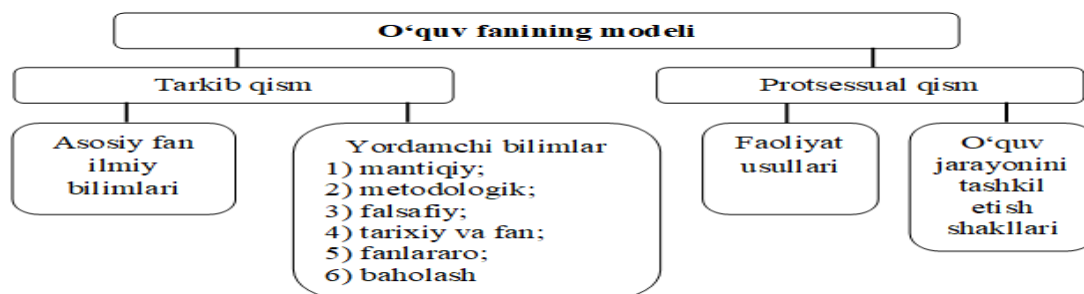 O‘quv fanining modeli
Tarkib qism
Protsessual qism
Asosiy fan
ilmiy
bilimlari
Yordamchi bilimlar
1) mantiqiy;
2) metodologik;
3) falsafiy;
4) tarixiy va fan;
5) fanlararo;
6) baholash
Faoliyat
usullari
O‘quv
jarayonini
tashkil
etish
shakllari